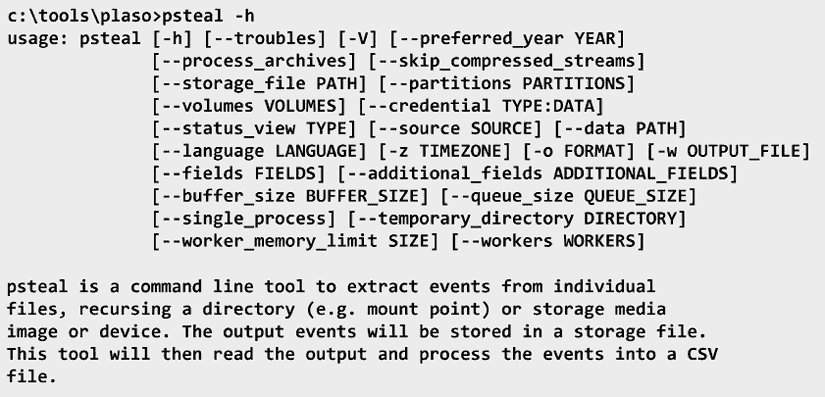 c:\tools\plaso>psteal -h
usage: psteal [-h] [--troubles] [-V] [--preferred_year YEAR]
[--process_archives] [--skip_compressed_streams]
[--storage_file PATH] [--partitions PARTITIONS]
[--volumes VOLUMES] [--credential TYPE:DATA]
[--status_view TYPE] [--source SOURCE] [--data PATH]
[--language LANGUAGE] [-z TIMEZONE] [-o FORMAT] [-w OUTPUT_FILE]
[--fields FIELDS] [--additional_fields ADDITIONAL_FIELDS]
[--buffer_size BUFFER_SIZE] [--queue_size QUEUE_SIZE]
[--single_process] [--temporary_directory DIRECTORY]
[--worker_memory_limit SIZE] [--workers WORKERS]
psteal is a command line tool to extract events from individual
files, recursing a directory (e.g. mount point) or storage media
image or device. The output events will be stored in a storage file.
This tool will then read the output and process the events into a CSV
file.